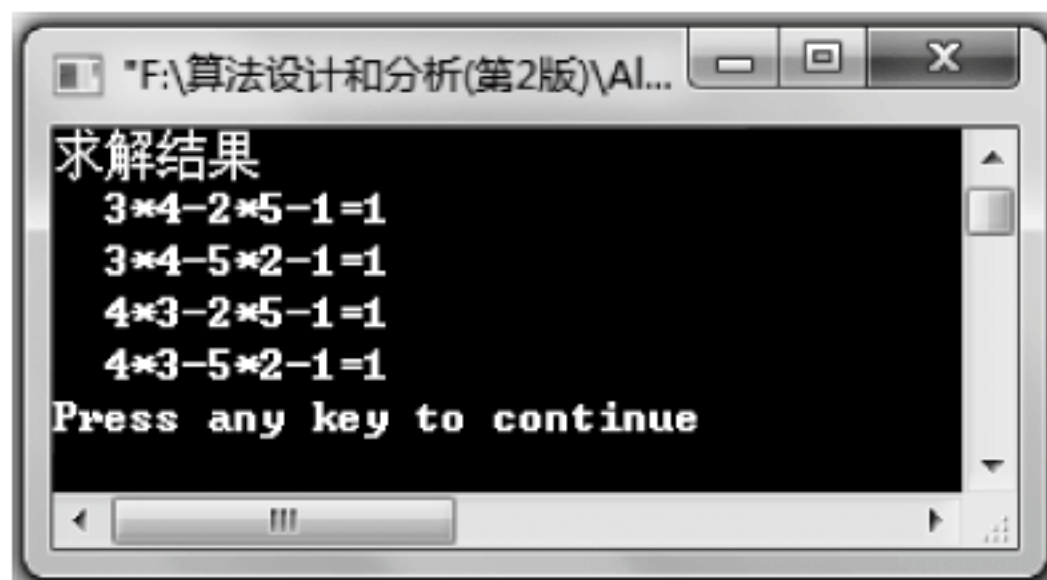 "F:\算法设计和分析(第2版)\Al...
求解结果
3*4-2*5-1=1
3*4-5*2-1=1
4*3-2*5-1=1
4*3-5*2-1=1
Press any key to continue